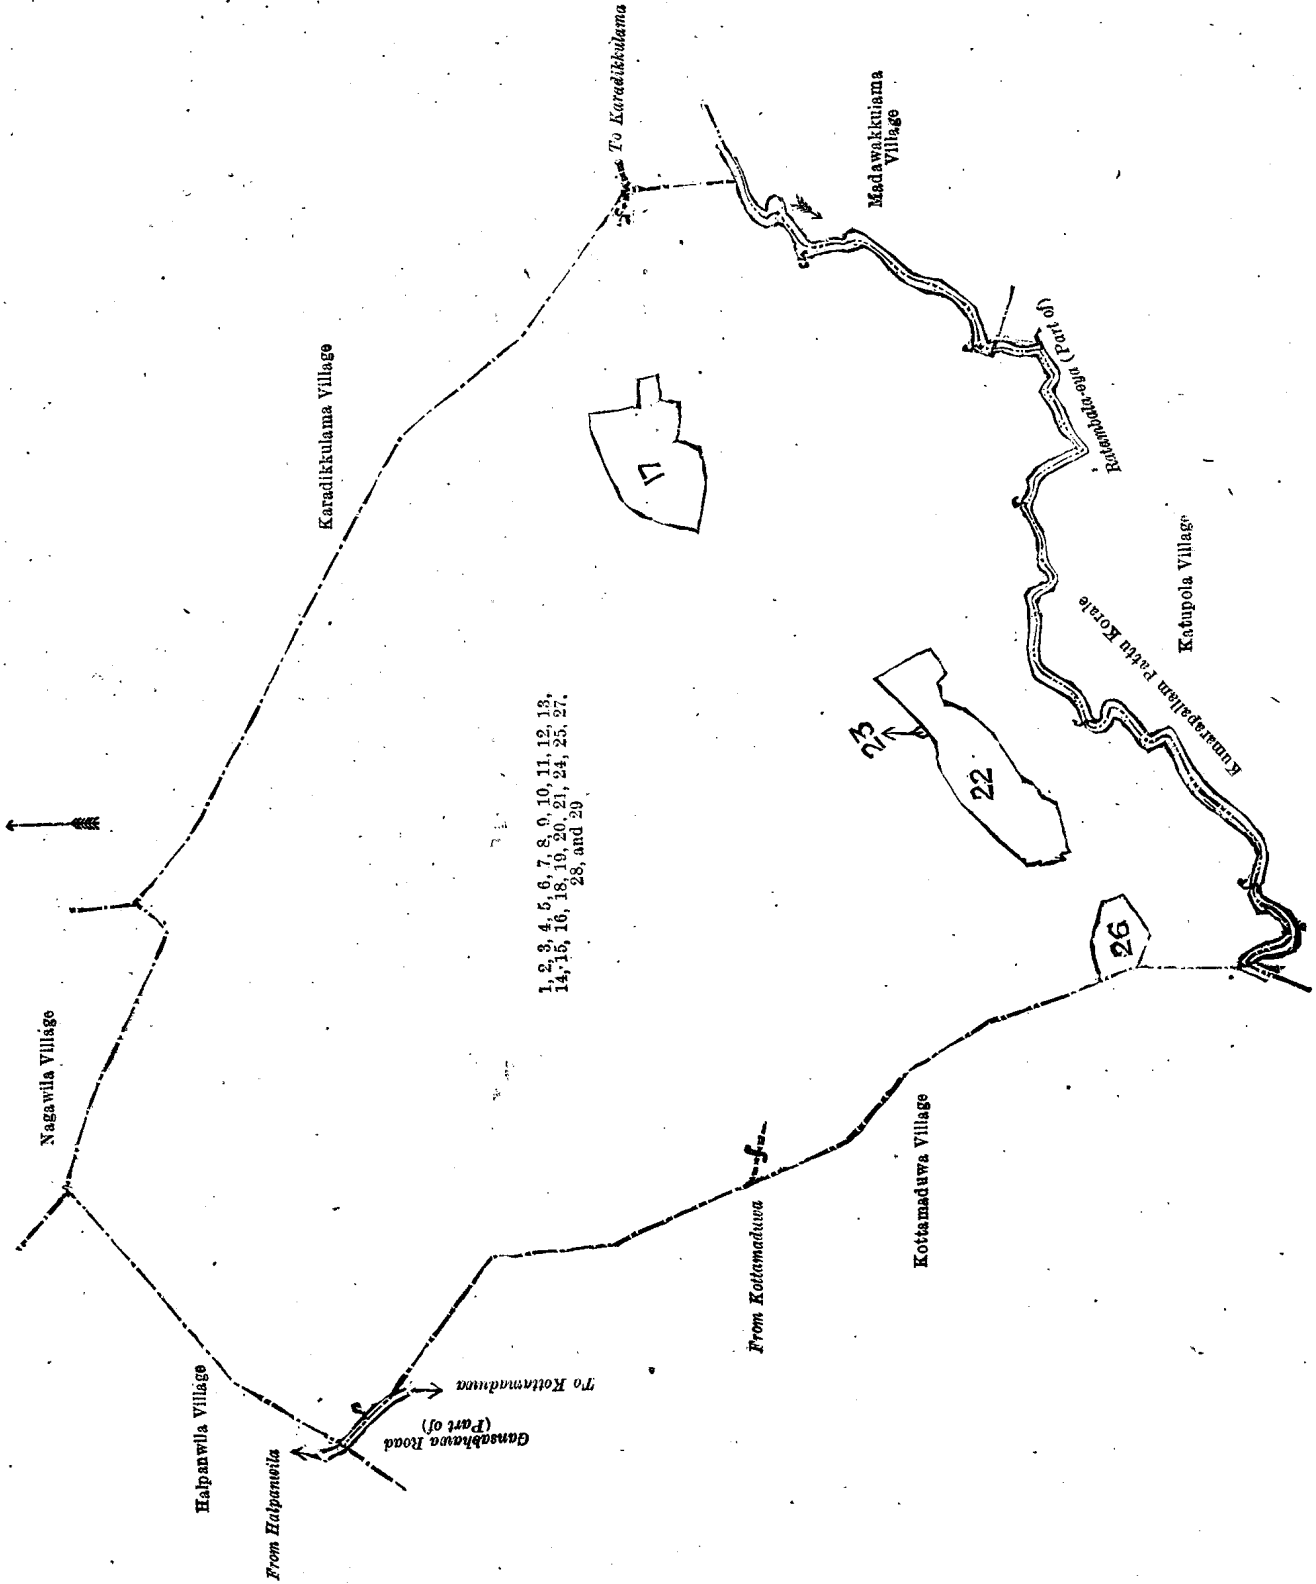 Nagawila Village
Halpanwila Village
From Halpanwila
Gansabhawa Road
(Part of)
To Kottamaduwa
Karadikkulama Village
To Karadikkulama
Madawakkulama
Village
17
1, 2, 3, 4, 5, 6, 7, 8, 9, 10, 11, 12, 13,
14, 15, 16, 18, 19, 20, 21, 24, 25, 27,
28, and 29
23
22
26
From Kottamaduwa
Kottamaduwa Village
Ratambala-oya (Part of)
Kumarapallam Pattu Korale
Katupola Village